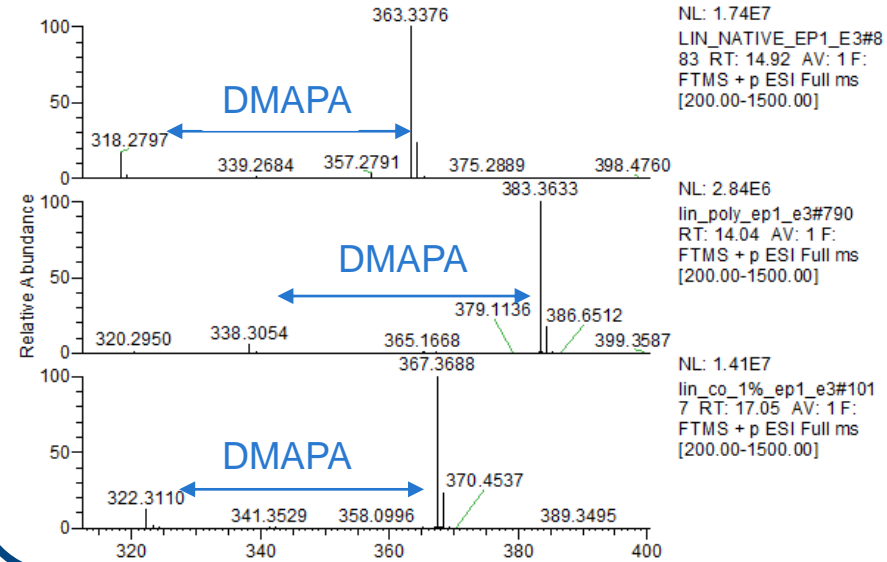 363.3376
100
DMAPA
50
318.2797
339.2684
357.2791
375.2889
398.4760
0
NL: 1.74E7
LIN_NATIVE_EP1_E3#8
83 RT: 14.92 AV: 1 F:
FTMS + p ESI Full ms
[200.00-1500.00]
Relative Abundance
383.3633
100
DMAPA
50
379.1136
386.6512
320.2950
338.3054
365.1668
399.3587
0
NL: 2.84E6
lin_poly_ep1_e3#790
RT: 14.04 AV: 1 F:
FTMS + p ESI Full ms
[200.00-1500.00]
367.3688
100
DMAPA
50
370.4537
322.3110
341.3529
358.0996
389.3495
0
NL: 1.41E7
lin_co_1%_ep1_e3#101
7 RT: 17.05 AV: 1 F:
FTMS + p ESI Full ms
[200.00-1500.00]
320 340 360 380 400